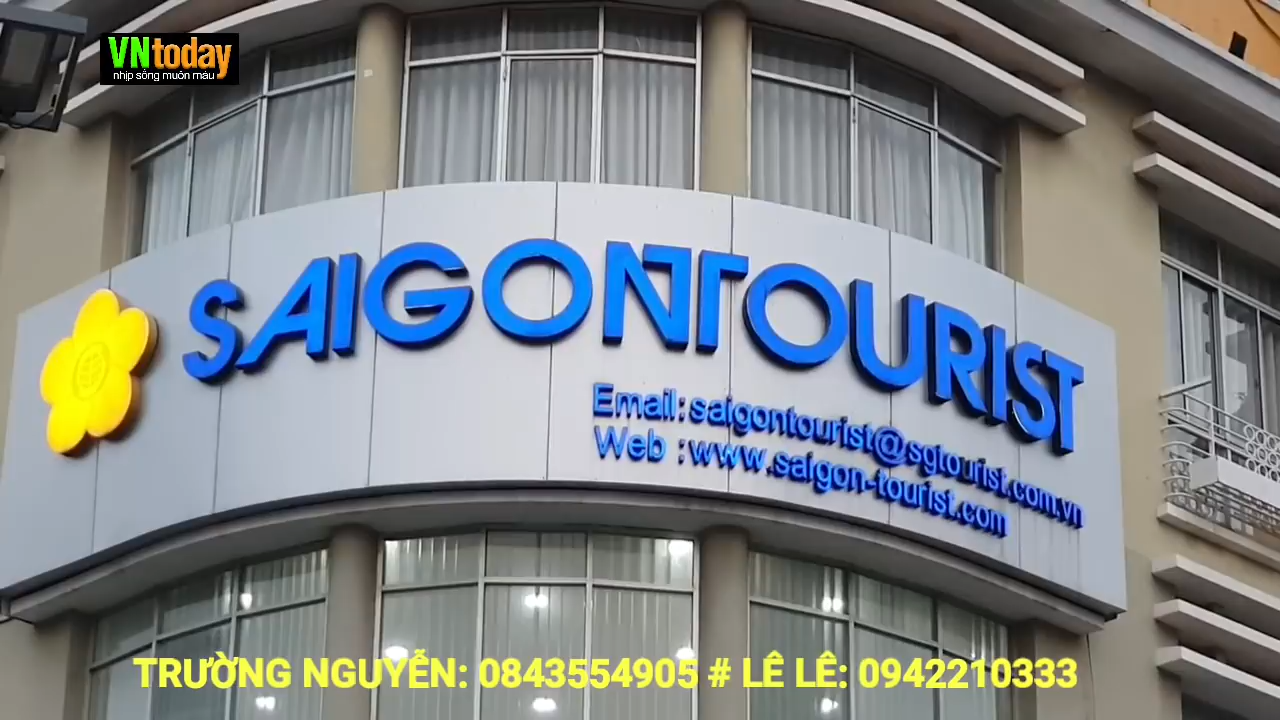 VNtoday
nhịp sống muôn màu
SAIGONTOURIST
Email: saigontourist@sgtourist.com.vn
Web : www.saigon-tourist.com
TRƯỜNG NGUYỄN: 0843554905 # LÊ LÊ: 0942210333